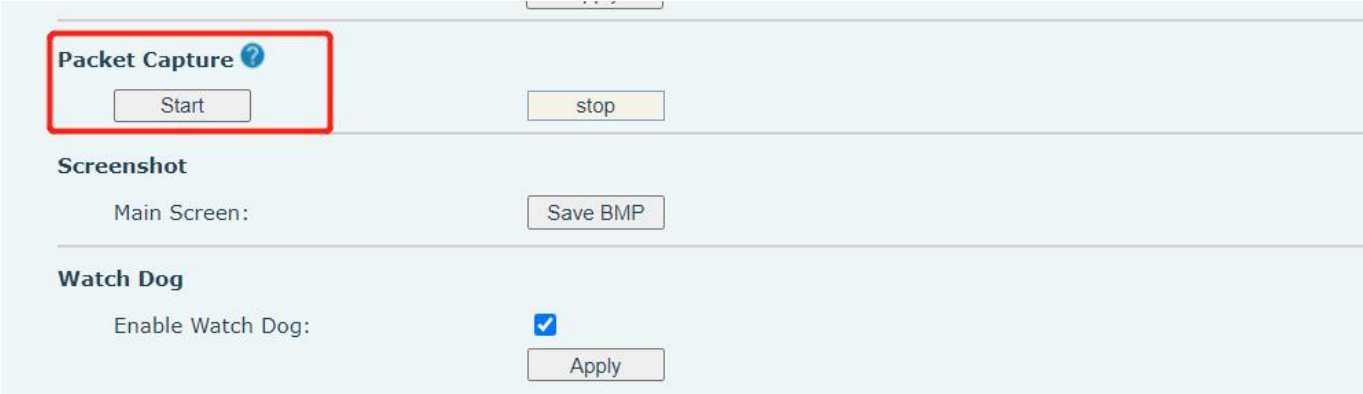 Packet Capture ?
Start stop
Screenshot
Main Screen: Save BMP
Watch Dog
Enable Watch Dog:
Apply